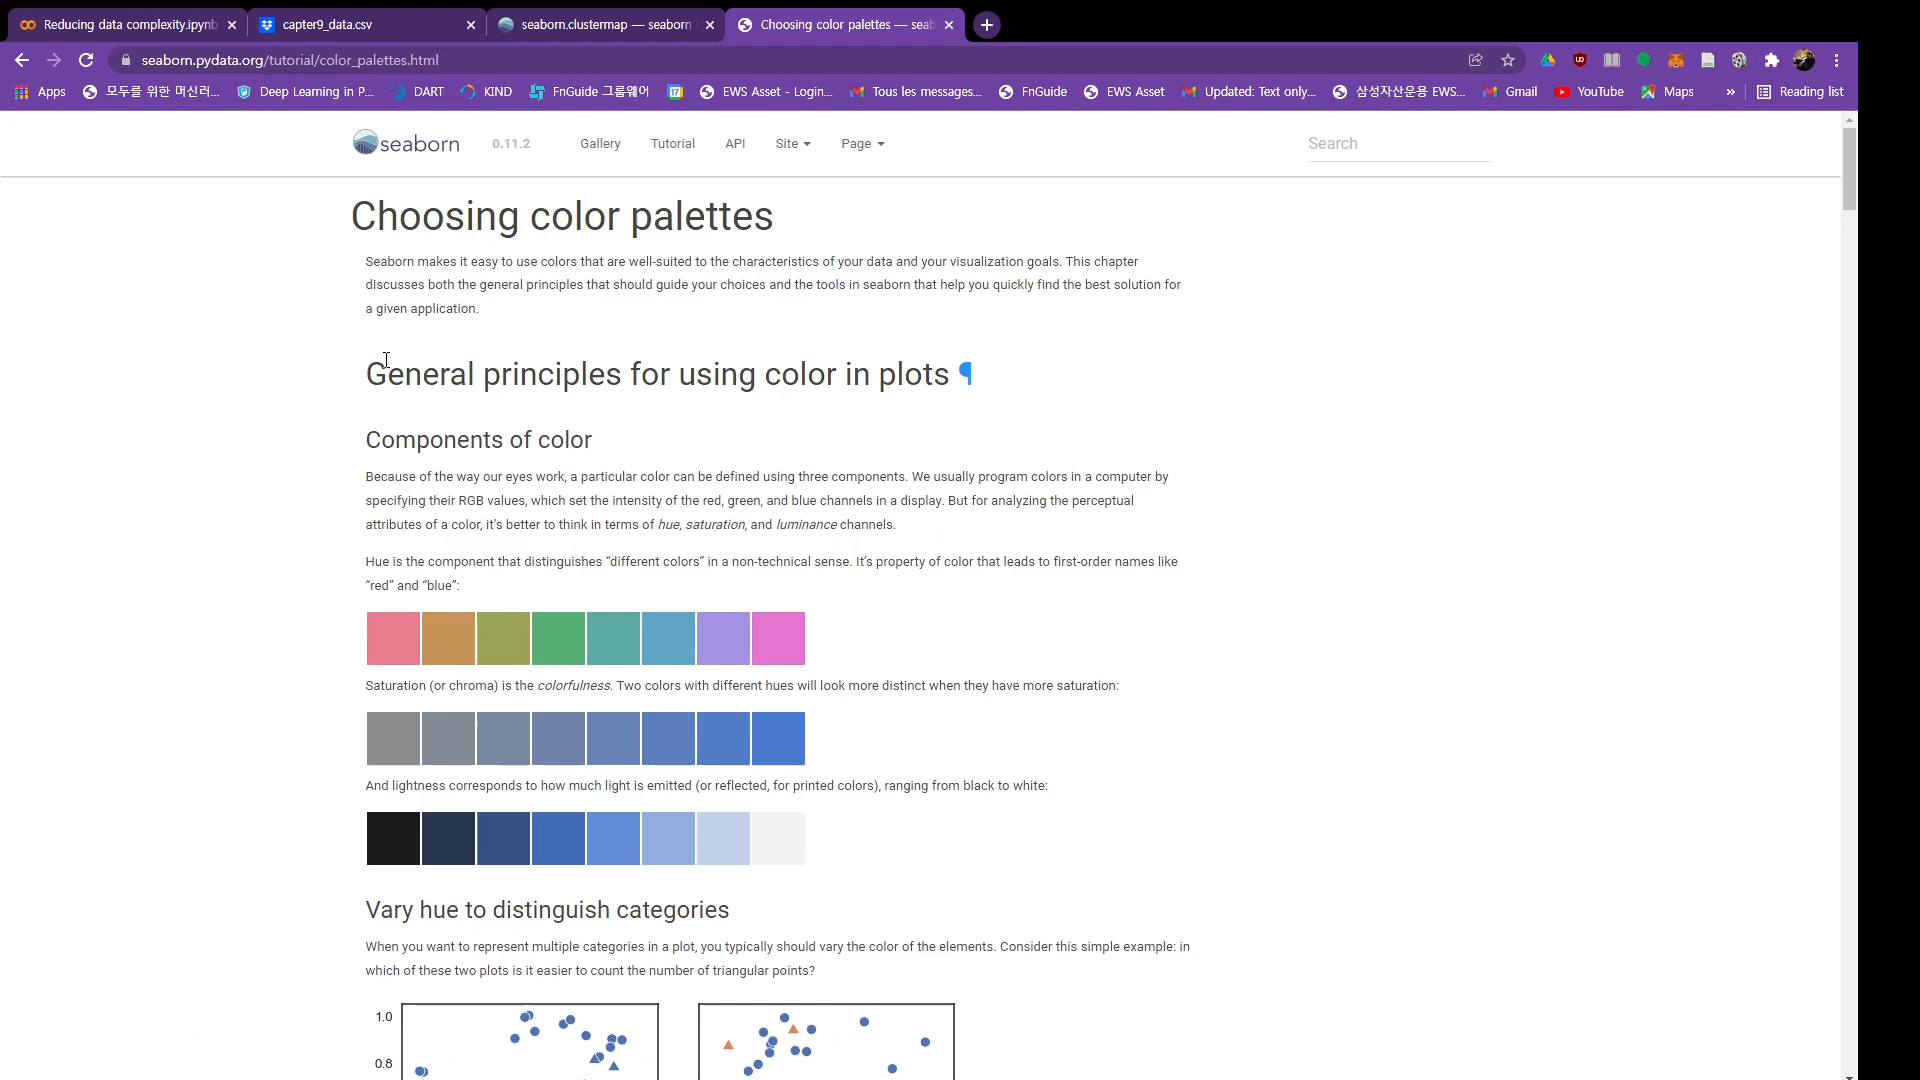 Reducing data complexity.ipynb
capter9_data.csv
seaborn.clustermap — seaborn
Choosing color palettes — seab
seaborn.pydata.org/tutorial/color_palettes.html
Apps
모두를 위한 머신러...
Deep Learning in P...
DART
KIND
FnGuide 그룹웨어
17
EWS Asset - Login...
Tous les messages...
FnGuide
EWS Asset
Updated: Text only...
삼성자산운용 EWS...
Gmail
YouTube
Maps
»
Reading list
seaborn
0.11.2
Gallery
Tutorial
API
Site
Page
Search
Choosing color palettes
Seaborn makes it easy to use colors that are well-suited to the characteristics of your data and your visualization goals. This chapter
discusses both the general principles that should guide your choices and the tools in seaborn that help you quickly find the best solution for
a given application.
General principles for using color in plots ¶
Components of color
Because of the way our eyes work, a particular color can be defined using three components. We usually program colors in a computer by
specifying their RGB values, which set the intensity of the red, green, and blue channels in a display. But for analyzing the perceptual
attributes of a color, it’s better to think in terms of hue, saturation, and luminance channels.
Hue is the component that distinguishes “different colors” in a non-technical sense. It’s property of color that leads to first-order names like
“red” and “blue”:
Saturation (or chroma) is the colorfulness. Two colors with different hues will look more distinct when they have more saturation:
And lightness corresponds to how much light is emitted (or reflected, for printed colors), ranging from black to white:
Vary hue to distinguish categories
When you want to represent multiple categories in a plot, you typically should vary the color of the elements. Consider this simple example: in
which of these two plots is it easier to count the number of triangular points?
1.0
0.8